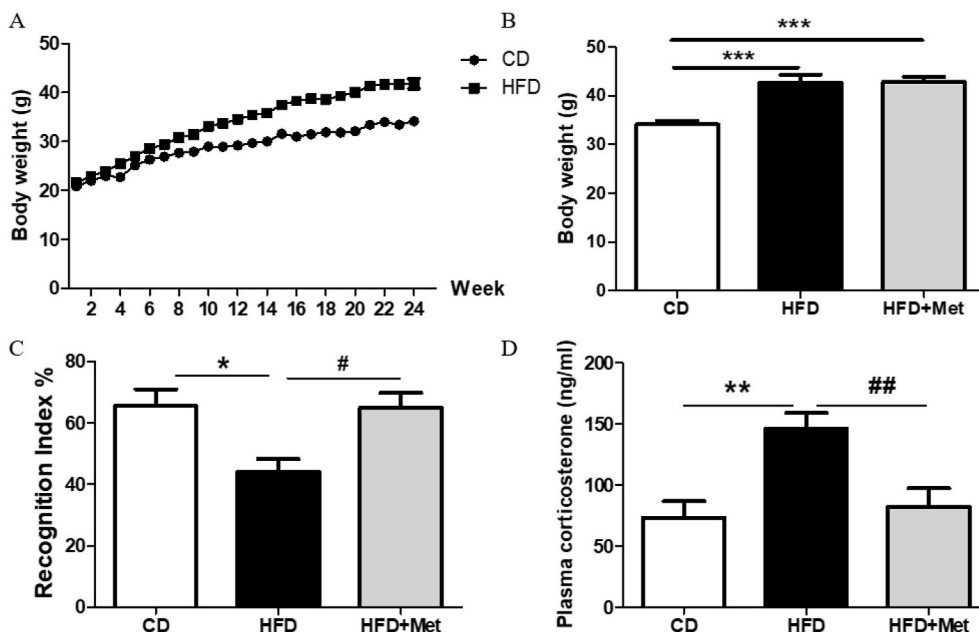 A
Body weight (g)
50
40
30
20
10
0
2 4 6 8 10 12 14 16 18 20 22 24
Week
CD
HFD
B
Body weight (g)
50
40
30
20
10
0
***
***
CD HFD HFD+Met
C
Recognition Index %
80
60
40
20
0
* #
CD HFD HFD+Met
D
Plasma corticosterone (ng/ml)
200
150
100
50
0
** ##
CD HFD HFD+Met